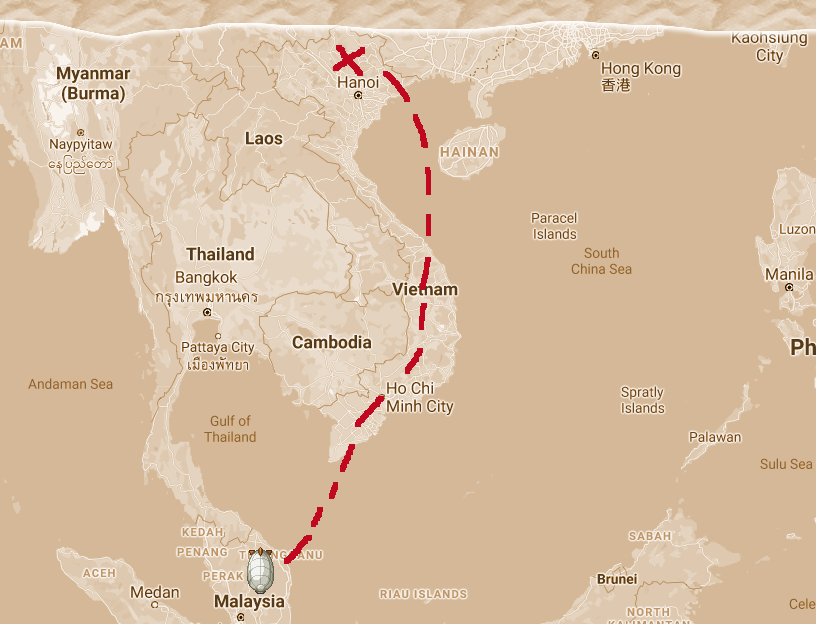 AM
Kaohsiung
City
Myanmar
(Burma)
Hanoi
Hong Kong
香港
Laos
Naypyitaw
နေပြည်တော်
HAINAN
Paracel
Islands
Luzon
Thailand
Bangkok
กรุงเทพมหานคร
South
China Sea
Manila
Vietnam
Cambodia
Pattaya City
เมืองพัทยา
Ph
Andaman Sea
Ho Chi
Minh City
Spratly
Islands
Gulf of
Thailand
Palawan
Sulu Sea
KEDAH
PENANG
SABAH
ACEH
PERAK
Medan
Malaysia
RIAU ISLANDS
Brunei
Cele
NORTH
KALIMANTAN